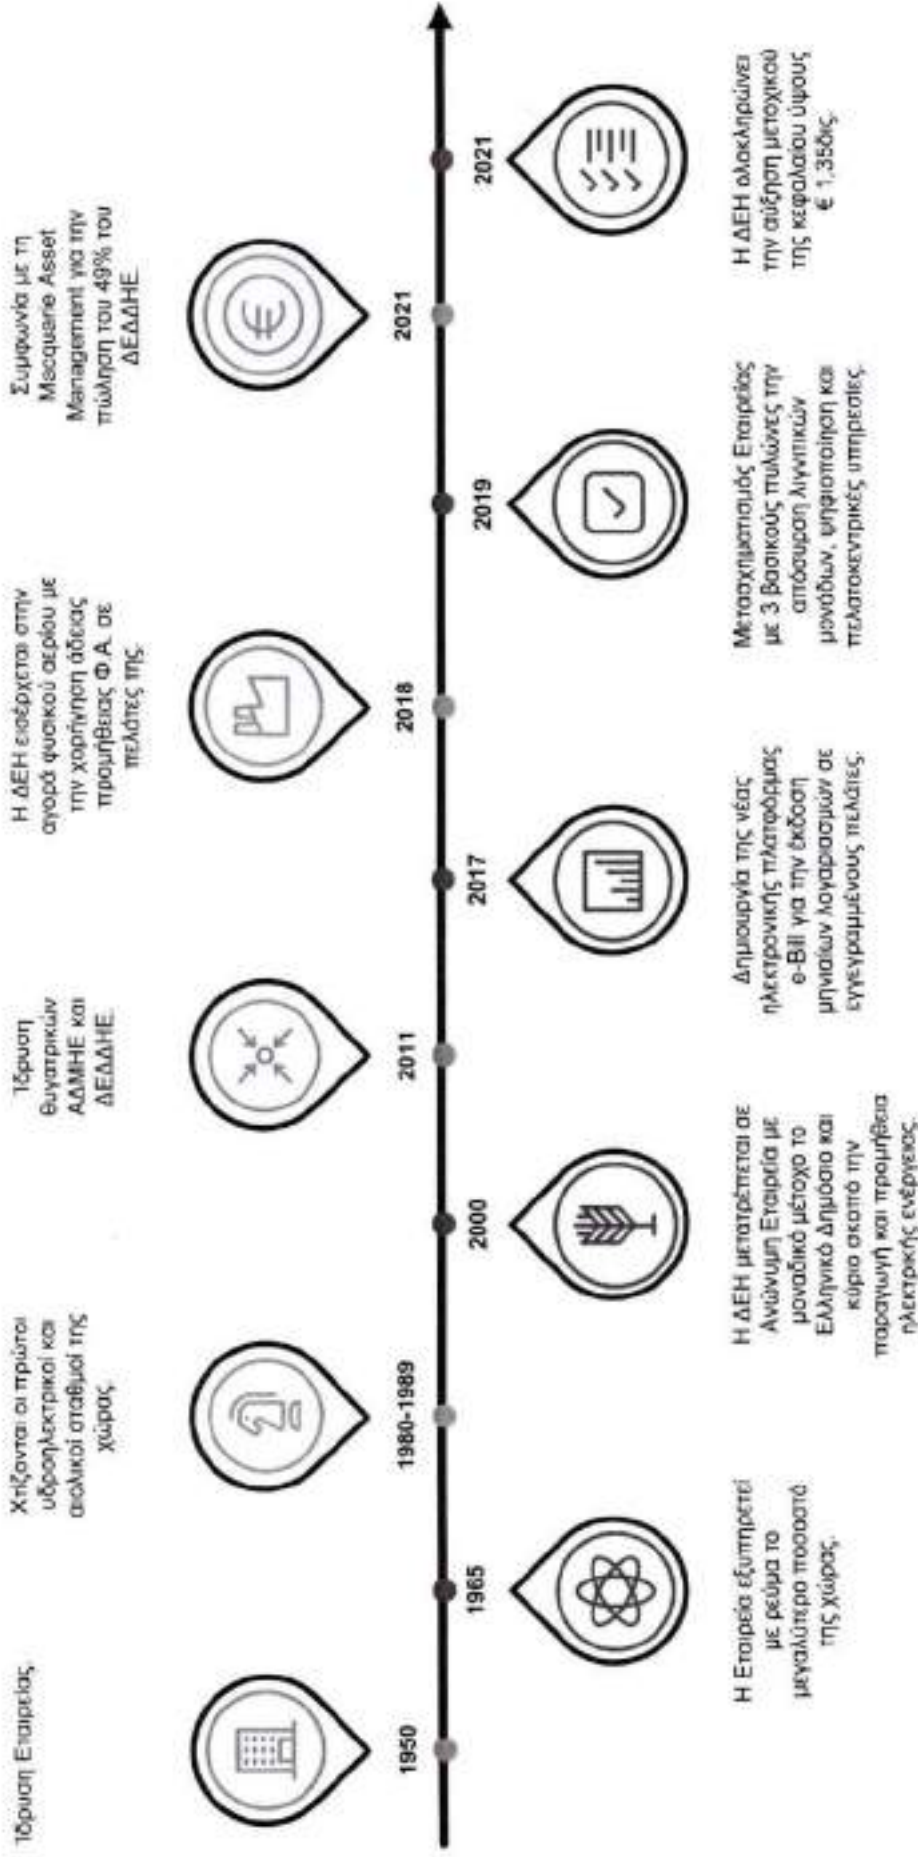 Ίδρυση Εταιρείας.
1950
1965
Η Εταιρεία εξυπηρετεί
με ρεύμα το
μεγαλύτερο ποσοστό
της χώρας.
Χτίζονται οι πρώτοι
υδροηλεκτρικοί και
αιολικοί σταθμοί της
χώρας.
1980-1989
2000
Η ΔΕΗ μετατρέπεται σε
Ανώνυμη Εταιρεία με
μοναδικό μέτοχο το
Ελληνικό Δημόσιο και
κύριο σκοπό την
παραγωγή και προμήθεια
ηλεκτρικής ενέργειας.
Ίδρυση
θυγατρικών
ΑΔΜΗΕ και
ΔΕΔΔΗΕ.
2011
2017
Δημιουργία της νέας
ηλεκτρονικής πλατφόρμας
e-Bill για την έκδοση
μηνιαίων λογαριασμών σε
εγγεγραμμένους πελάτες.
Η ΔΕΗ εισέρχεται στην
αγορά φυσικού αερίου με
την χορήγηση άδειας
προμήθειας Φ.Α. σε
πελάτες της.
2018
2019
Μετασχηματισμός Εταιρείας
με 3 βασικούς πυλώνες την
απόσυρση λιγνιτικών
μονάδων, ψηφιοποίηση και
πελατοκεντρικές υπηρεσίες.
Συμφωνία με τη
Macquarie Asset
Management για την
πώληση του 49% του
ΔΕΔΔΗΕ.
2021
2021
Η ΔΕΗ ολοκληρώνει
την αύξηση μετοχικού
της κεφαλαίου ύψους
€ 1,35δις.